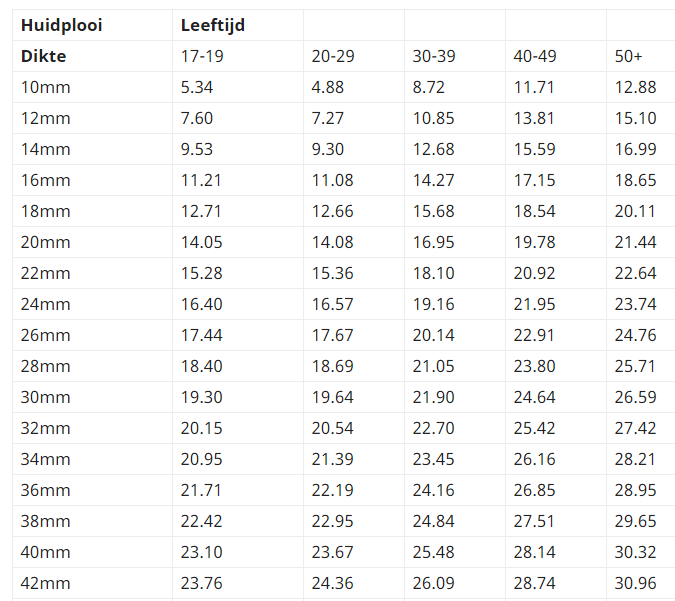 Huidplooi Leeftijd
Dikte 17-19 20-29 30-39 40-49 50+
10mm 5.34 4.88 8.72 11.71 12.88
12mm 7.60 7.27 10.85 13.81 15.10
14mm 9.53 9.30 12.68 15.59 16.99
16mm 11.21 11.08 14.27 17.15 18.65
18mm 12.71 12.66 15.68 18.54 20.11
20mm 14.05 14.08 16.95 19.78 21.44
22mm 15.28 15.36 18.10 20.92 22.64
24mm 16.40 16.57 19.16 21.95 23.74
26mm 17.44 17.67 20.14 22.91 24.76
28mm 18.40 18.69 21.05 23.80 25.71
30mm 19.30 19.64 21.90 24.64 26.59
32mm 20.15 20.54 22.70 25.42 27.42
34mm 20.95 21.39 23.45 26.16 28.21
36mm 21.71 22.19 24.16 26.85 28.95
38mm 22.42 22.95 24.84 27.51 29.65
40mm 23.10 23.67 25.48 28.14 30.32
42mm 23.76 24.36 26.09 28.74 30.96